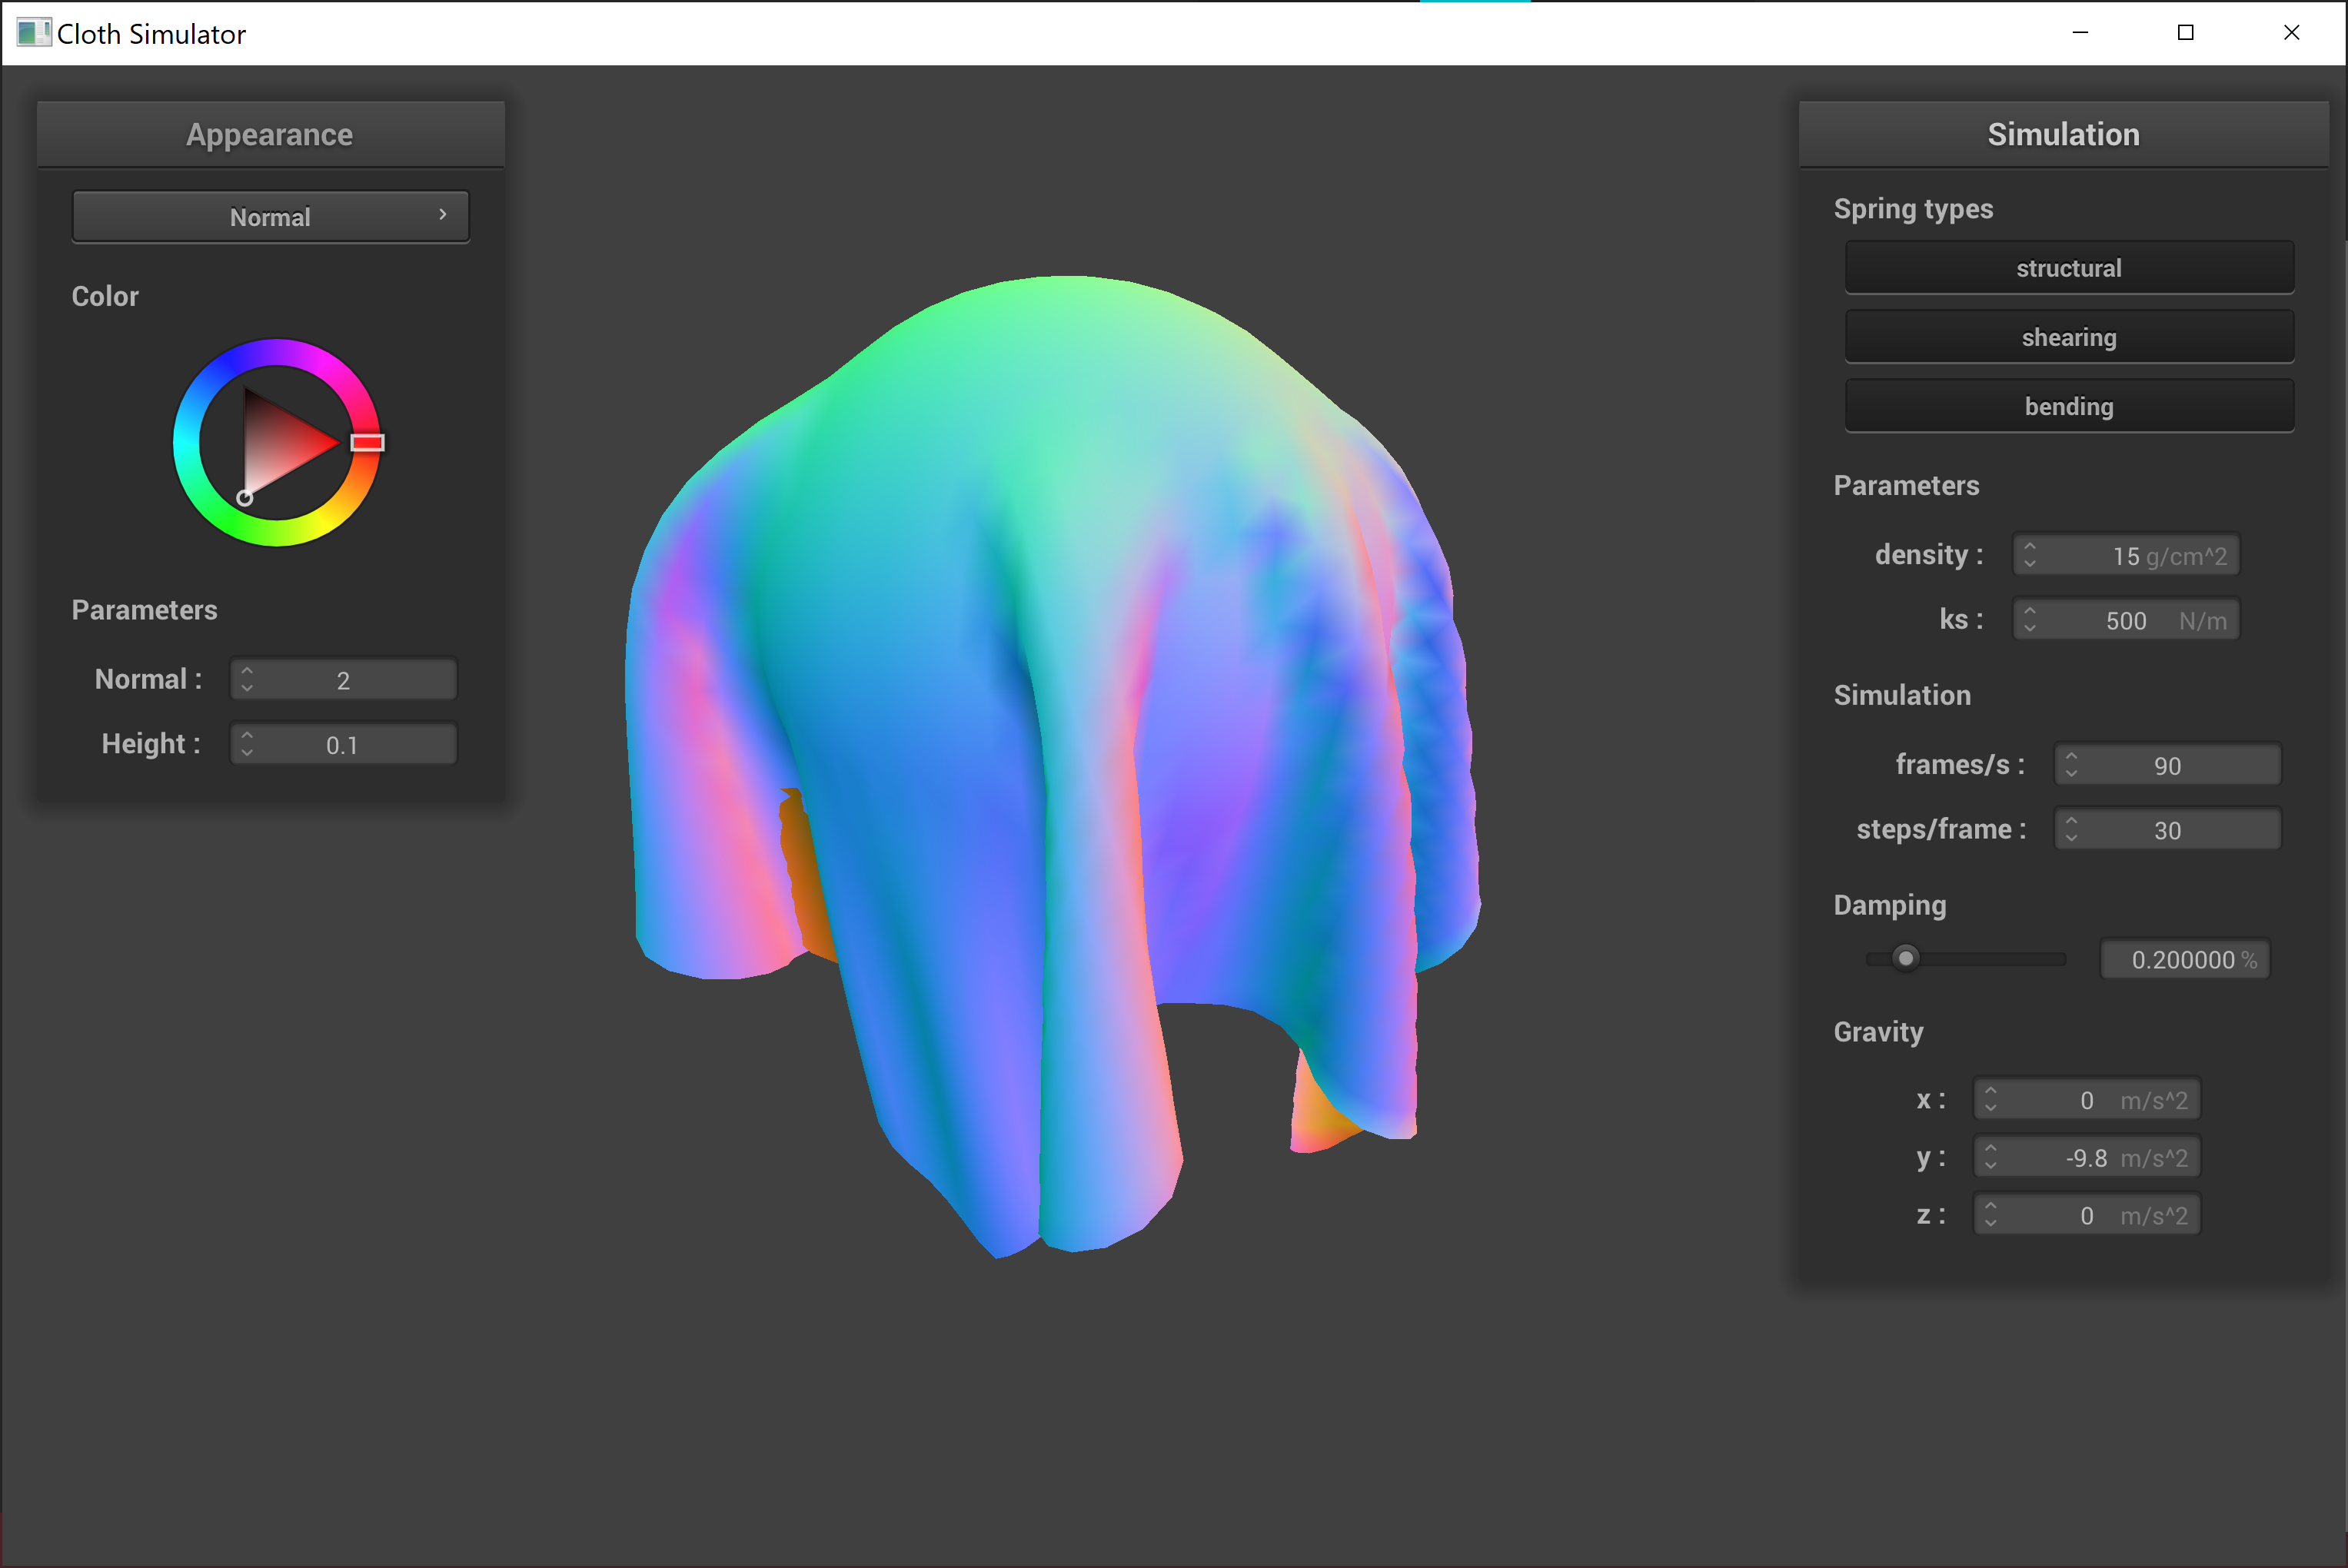 Cloth Simulator
Appearance
Normal
Color
Parameters
Normal : 2
Height : 0.1
Simulation
Spring types
structural
shearing
bending
Parameters
density : 15 g/cm^2
ks : 500 N/m
Simulation
frames/s : 90
steps/frame : 30
Damping
0.200000 %
Gravity
x : 0 m/s^2
y : -9.8 m/s^2
z : 0 m/s^2